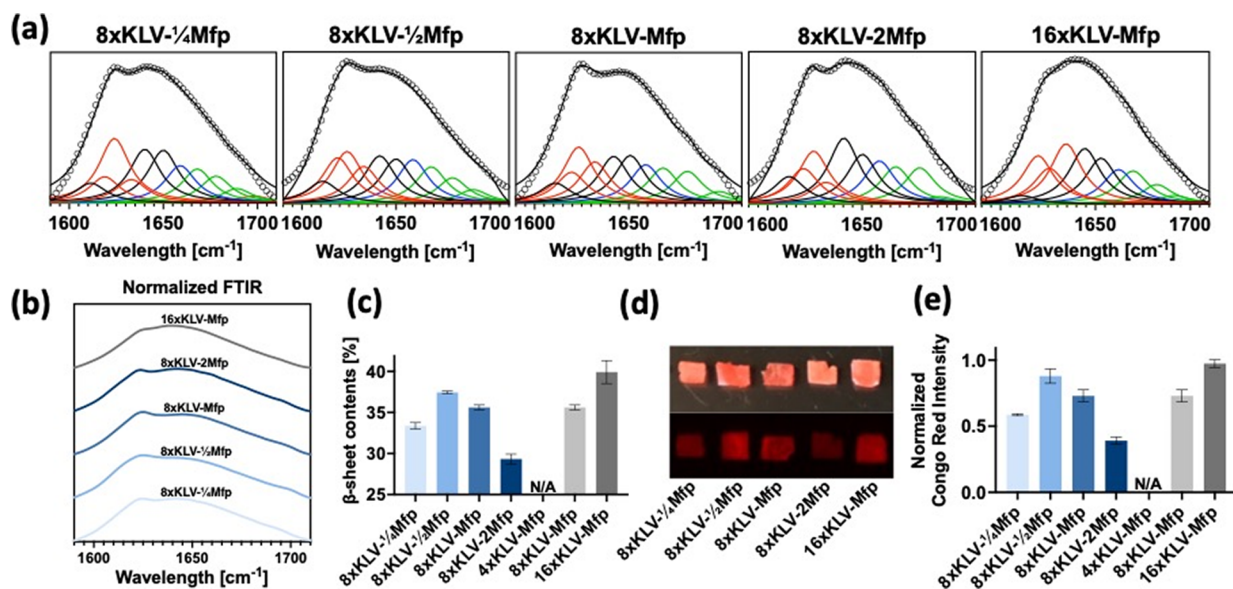 (a)
8xKLV-¼Mfp 8xKLV-½Mfp 8xKLV-Mfp 8xKLV-2Mfp 16xKLV-Mfp
1600 1650 1700 1600 1650 1700 1600 1650 1700 1600 1650 1700 1600 1650 1700
Wavelength [cm⁻¹] Wavelength [cm⁻¹] Wavelength [cm⁻¹] Wavelength [cm⁻¹] Wavelength [cm⁻¹]
(b)
Normalized FTIR
16xKLV-Mfp
8xKLV-2Mfp
8xKLV-Mfp
8xKLV-½Mfp
8xKLV-¼Mfp
1600 1650 1700
Wavelength [cm⁻¹]
(c)
β-sheet contents [%]
40
35
30
25
N/A
8xKLV-¼Mfp
8xKLV-½Mfp
8xKLV-Mfp
8xKLV-2Mfp
4xKLV-Mfp
8xKLV-Mfp
16xKLV-Mfp
(d)
8xKLV-¼Mfp
8xKLV-½Mfp
8xKLV-Mfp
8xKLV-2Mfp
16xKLV-Mfp
(e)
Normalized
Congo Red Intensity
1.0
0.5
0.0
N/A
8xKLV-¼Mfp
8xKLV-½Mfp
8xKLV-Mfp
8xKLV-2Mfp
4xKLV-Mfp
8xKLV-Mfp
16xKLV-Mfp